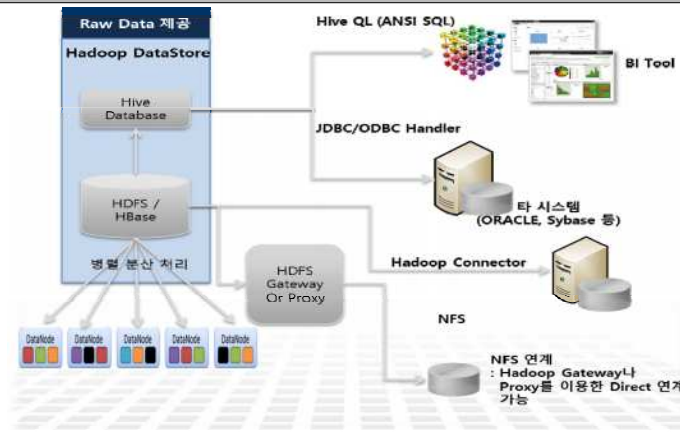 Raw Data 제공
Hadoop DataStore
Hive
Database
HDFS /
HBase
병렬 분산 처리
DataNode
DataNode
DataNode
DataNode
DataNode
HDFS
Gateway
Or Proxy
Hive QL (ANSI SQL)
BI Tool
JDBC/ODBC Handler
타 시스템
(ORACLE, Sybase 등)
Hadoop Connector
NFS
NFS 연계
: Hadoop Gateway나
Proxy를 이용한 Direct 연계
가능